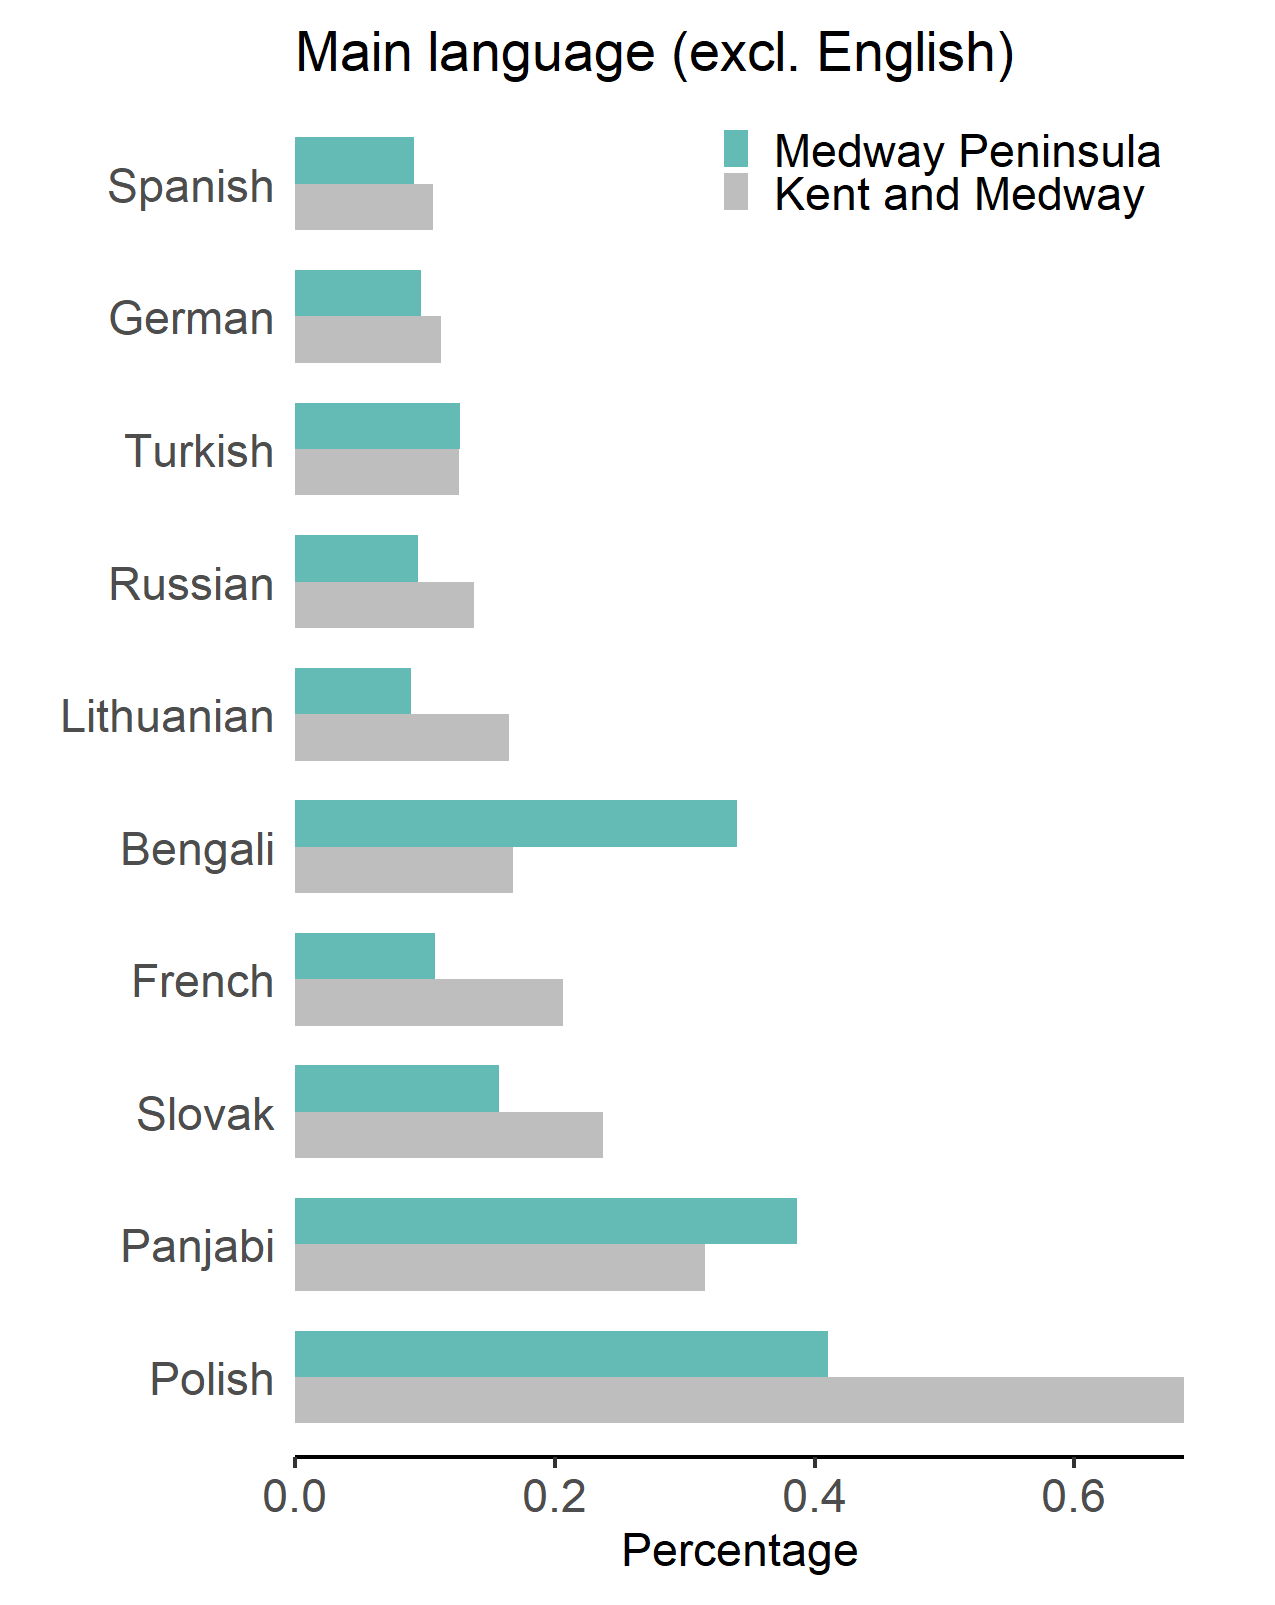 Main language (excl. English)
Medway Peninsula
Kent and Medway
Spanish
German
Turkish
Russian
Lithuanian
Bengali
French
Slovak
Panjabi
Polish
0.0 0.2 0.4 0.6
Percentage